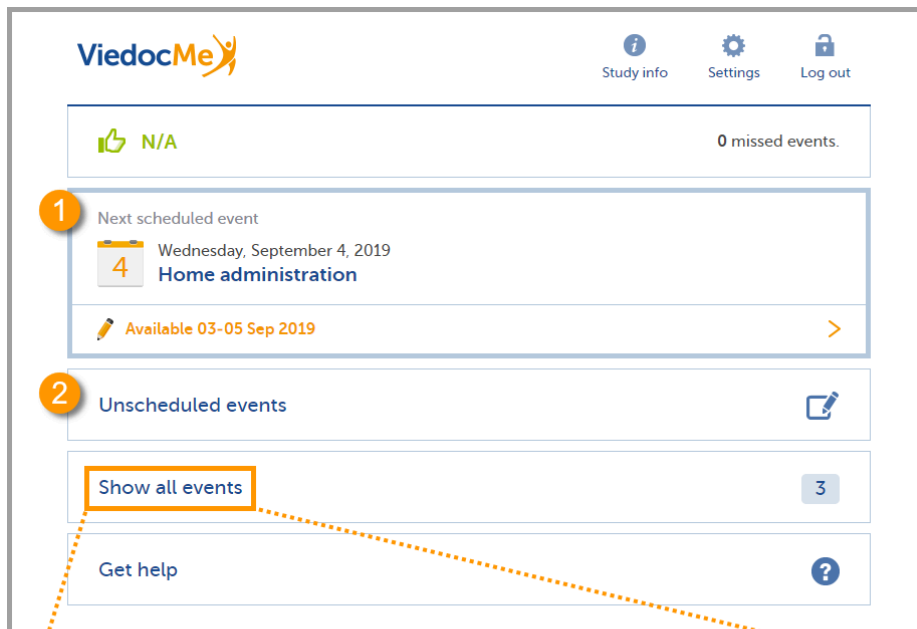 ViedocMe
Study info
Settings
Log out
N/A
0 missed events.
1
Next scheduled event
4
Wednesday, September 4, 2019
Home administration
Available 03-05 Sep 2019
2
Unscheduled events
Show all events
3
Get help
?